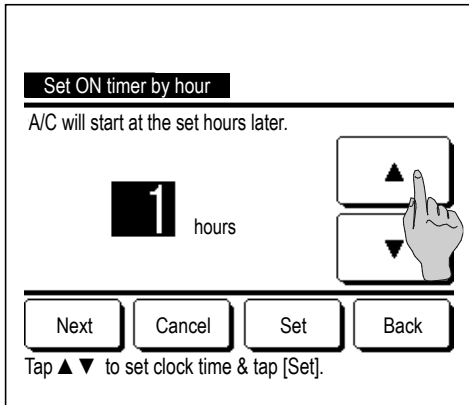 Set ON timer by hour
A/C will start at the set hours later.
▲
1 hours
▼
Next Cancel Set Back
Tap ▲ ▼ to set clock time & tap [Set].